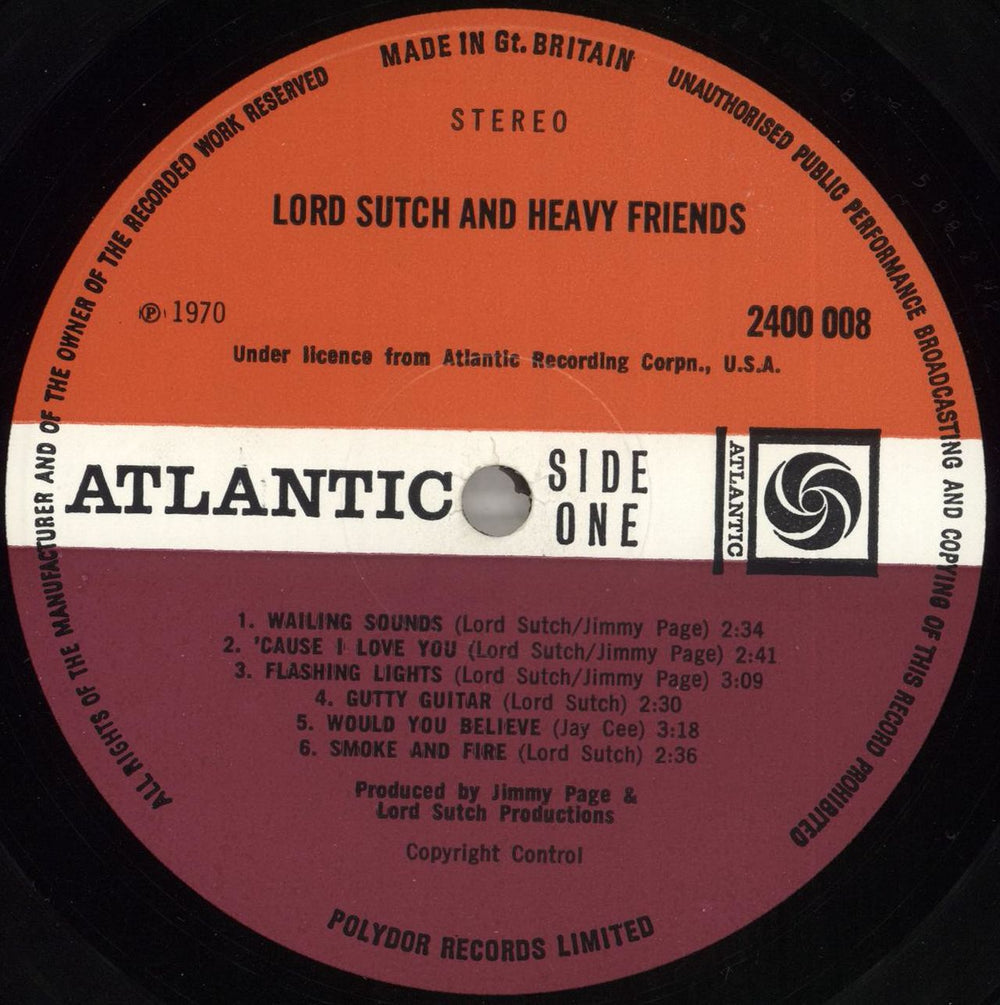 MADE IN Gt. BRITAIN
UNAUTHORISED PUBLIC PERFORMANCE BROADCASTING AND COPYING OF THIS RECORD PROHIBITED
ALL RIGHTS OF THE MANUFACTURER AND OF THE OWNER OF THE RECORDED WORK RESERVED
STEREO
LORD SUTCH AND HEAVY FRIENDS
℗ 1970
2400 008
Under licence from Atlantic Recording Corpn., U.S.A.
ATLANTIC
SIDE
ONE
ATLANTIC
1. WAILING SOUNDS (Lord Sutch/Jimmy Page) 2:34
2. 'CAUSE I LOVE YOU (Lord Sutch/Jimmy Page) 2:41
3. FLASHING LIGHTS (Lord Sutch/Jimmy Page) 3:09
4. GUTTY GUITAR (Lord Sutch) 2:30
5. WOULD YOU BELIEVE (Jay Cee) 3:18
6. SMOKE AND FIRE (Lord Sutch) 2:36
Produced by Jimmy Page &
Lord Sutch Productions
Copyright Control
POLYDOR RECORDS LIMITED